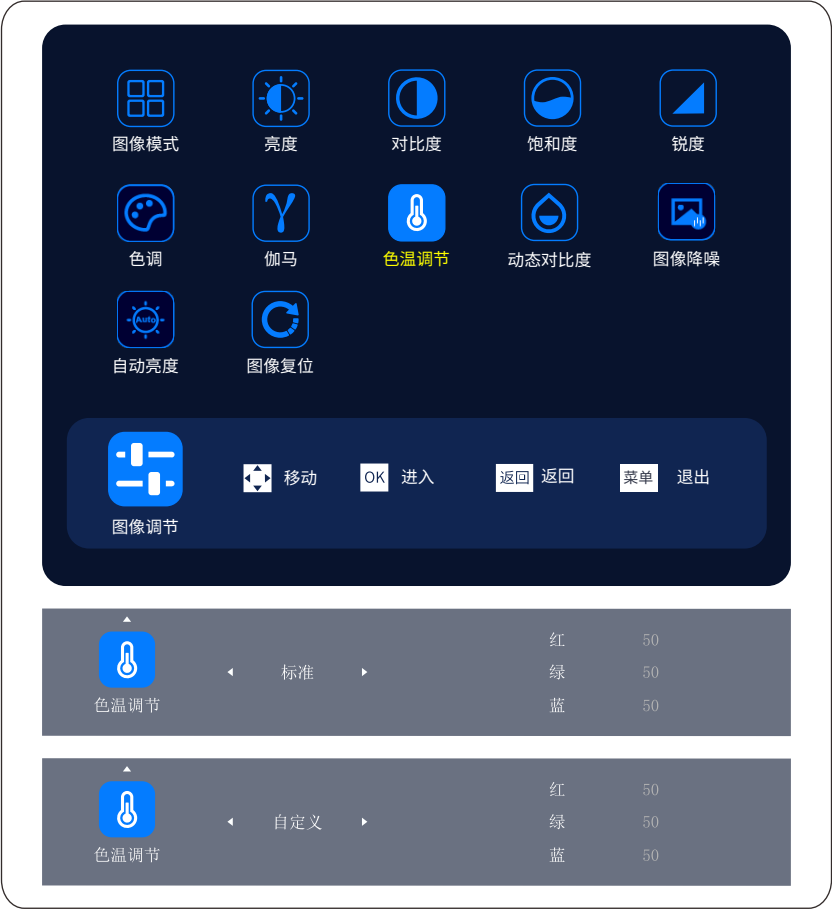 图像模式 亮度 对比度 饱和度 锐度
色调 伽马 色温调节 动态对比度 图像降噪
Auto
自动亮度 图像复位
移动 OK 进入 返回 返回 菜单 退出
图像调节
红 50
标准 绿 50
色温调节 蓝 50
红 50
自定义 绿 50
色温调节 蓝 50